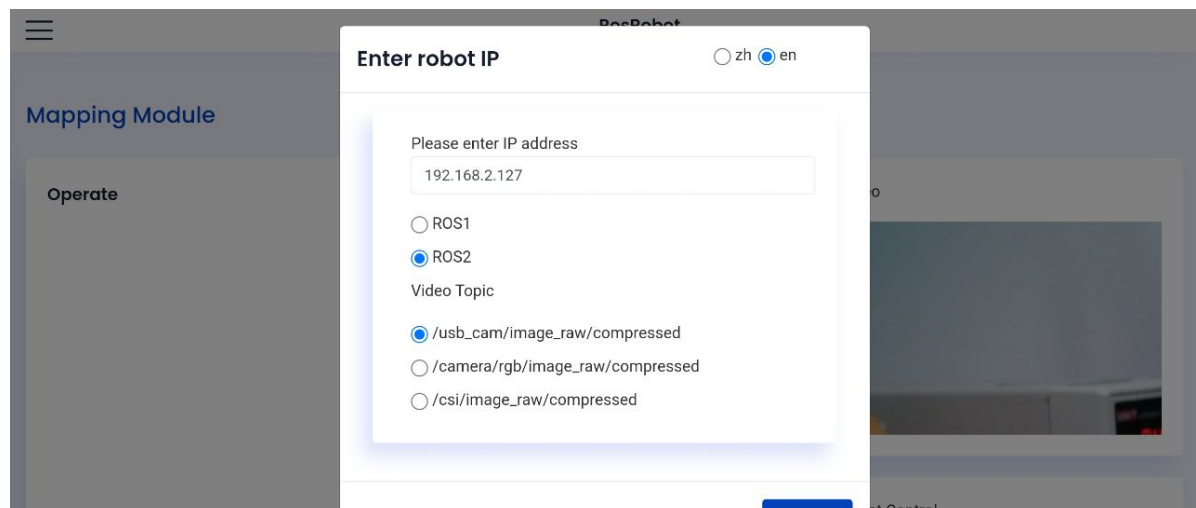 RosRobot
Enter robot IP
zh en
Mapping Module
Please enter IP address
192.168.2.127
Operate
ROS1
ROS2
Video Topic
/usb_cam/image_raw/compressed
/camera/rgb/image_raw/compressed
/csi/image_raw/compressed